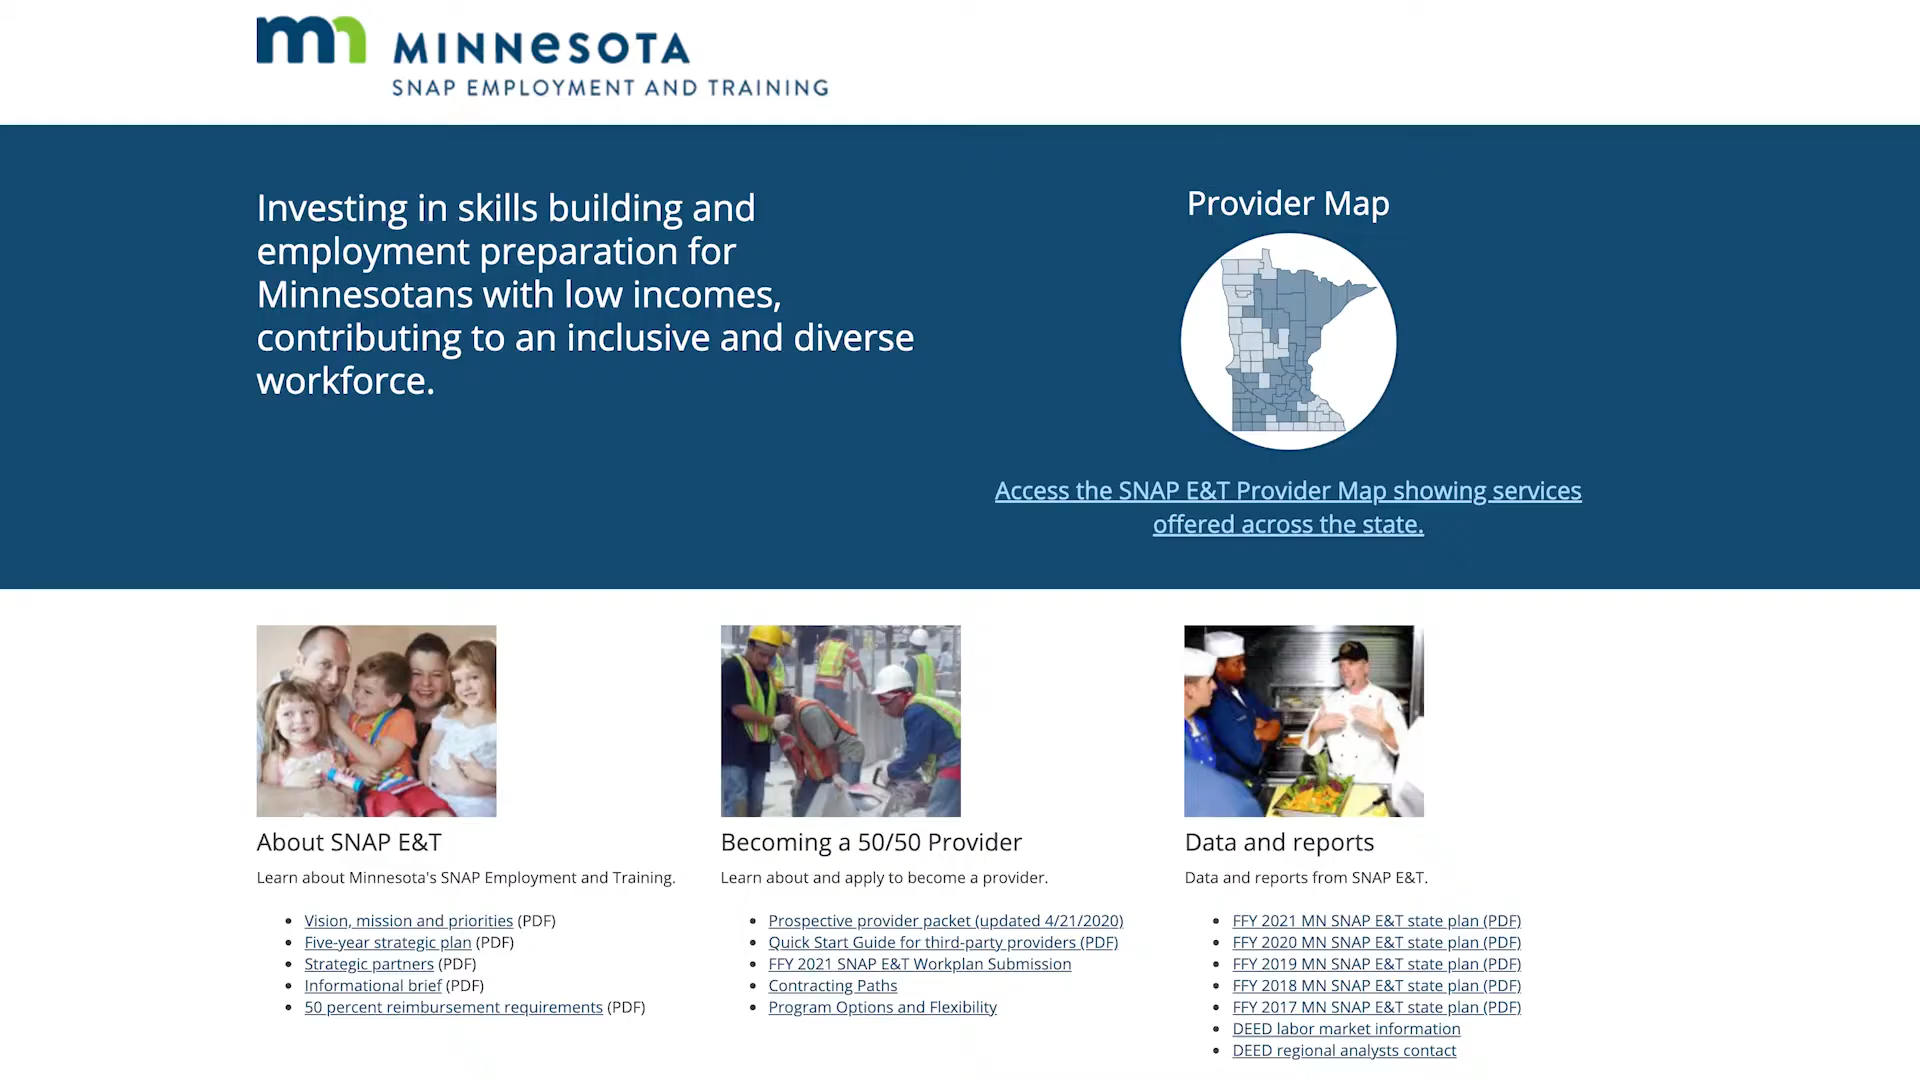 mn MINNESOTA
SNAP EMPLOYMENT AND TRAINING
Investing in skills building and
employment preparation for
Minnesotans with low incomes,
contributing to an inclusive and diverse
workforce.
Provider Map
Access the SNAP E&T Provider Map showing services
offered across the state.
About SNAP E&T
Learn about Minnesota's SNAP Employment and Training.
Vision, mission and priorities (PDF)
Five-year strategic plan (PDF)
Strategic partners (PDF)
Informational brief (PDF)
50 percent reimbursement requirements (PDF)
Becoming a 50/50 Provider
Learn about and apply to become a provider.
Prospective provider packet (updated 4/21/2020)
Quick Start Guide for third-party providers (PDF)
FFY 2021 SNAP E&T Workplan Submission
Contracting Paths
Program Options and Flexibility
Data and reports
Data and reports from SNAP E&T.
FFY 2021 MN SNAP E&T state plan (PDF)
FFY 2020 MN SNAP E&T state plan (PDF)
FFY 2019 MN SNAP E&T state plan (PDF)
FFY 2018 MN SNAP E&T state plan (PDF)
FFY 2017 MN SNAP E&T state plan (PDF)
DEED labor market information
DEED regional analysts contact